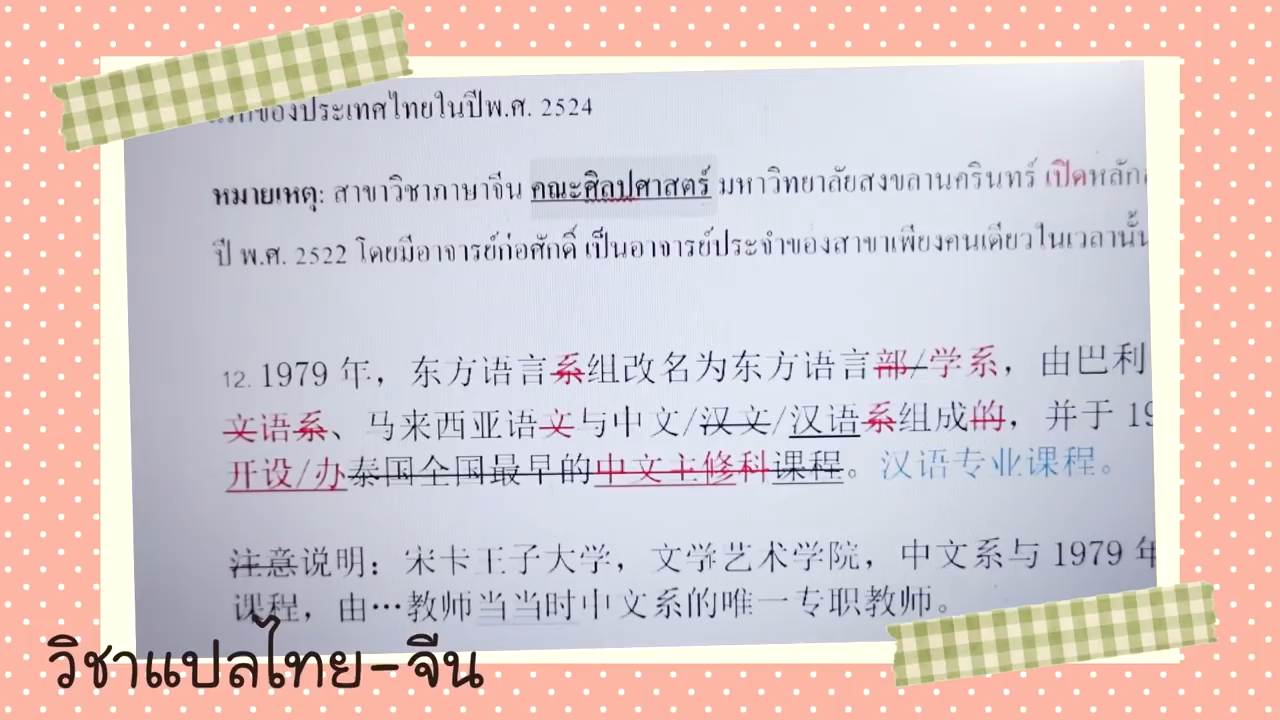 ของประเทศไทยในปีพ.ศ. 2524
หมายเหตุ: สาขาวิชาภาษาจีน คณะศิลปศาสตร์ มหาวิทยาลัยสงขลานครินทร์ เปิดหลัก
ปี พ.ศ. 2522 โดยมีอาจารย์ก่อศักดิ์ เป็นอาจารย์ประจำของสาขาเพียงคนเดียวในเวลานั้น
12. 1979 年，东方语言系组改名为东方语言部/学系，由巴利
文语系、马来西亚语文与中文/汉文/汉语系组成的，并于 19
开设/办泰国全国最早的中文主修科课程。汉语专业课程。
注意说明：宋卡王子大学，文学艺术学院，中文系与 1979 年
课程，由…教师当当时中文系的唯一专职教师。
วิชาแปลไทย-จีน